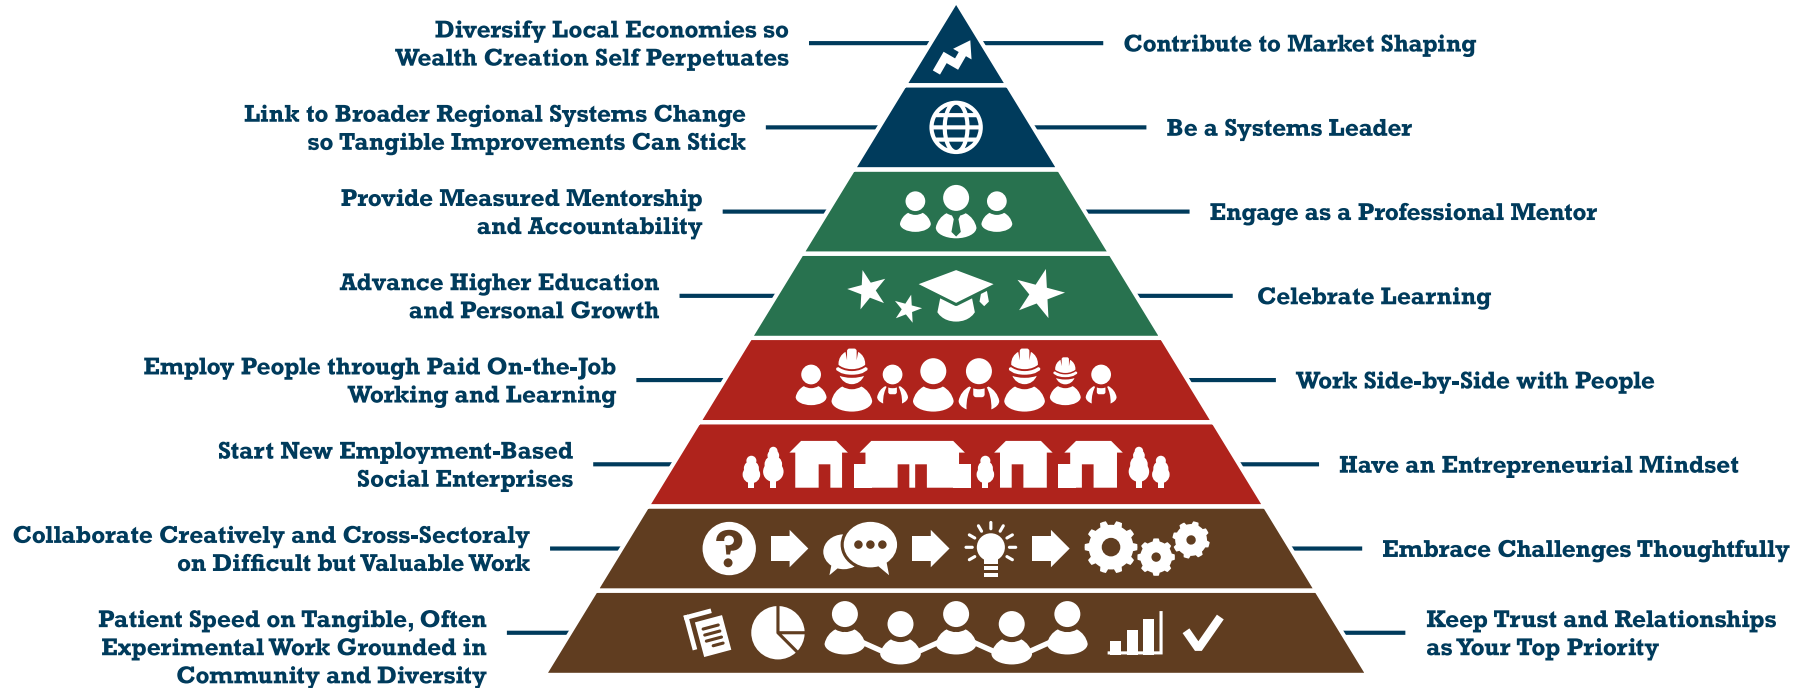 Diversify Local Economies so
Wealth Creation Self Perpetuates
Contribute to Market Shaping
Link to Broader Regional Systems Change
so Tangible Improvements Can Stick
Be a Systems Leader
Provide Measured Mentorship
and Accountability
Engage as a Professional Mentor
Advance Higher Education
and Personal Growth
Celebrate Learning
Employ People through Paid On-the-Job
Working and Learning
Work Side-by-Side with People
Start New Employment-Based
Social Enterprises
Have an Entrepreneurial Mindset
Collaborate Creatively and Cross-Sectoraly
on Difficult but Valuable Work
?
Embrace Challenges Thoughtfully
Patient Speed on Tangible, Often
Experimental Work Grounded in
Community and Diversity
Keep Trust and Relationships
as Your Top Priority